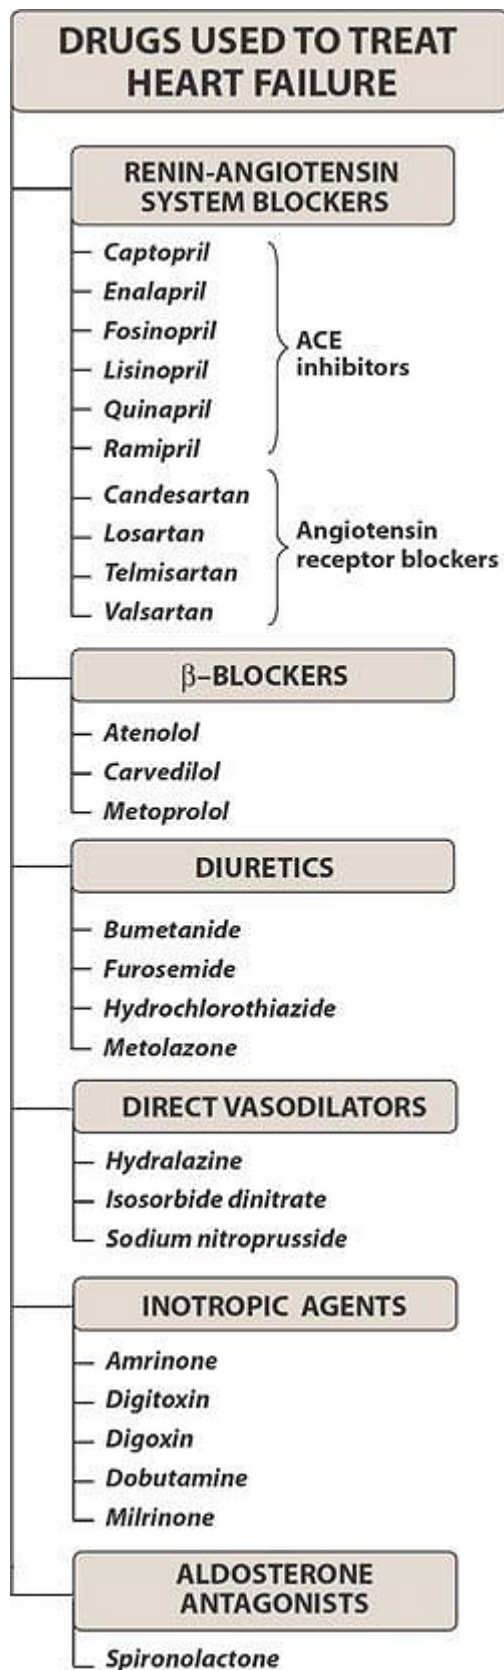 DRUGS USED TO TREAT
HEART FAILURE
RENIN-ANGIOTENSIN
SYSTEM BLOCKERS
Captopril
Enalapril
Fosinopril
Lisinopril
Quinapril
Ramipril
ACE
inhibitors
Candesartan
Losartan
Telmisartan
Valsartan
Angiotensin
receptor blockers
β-BLOCKERS
Atenolol
Carvedilol
Metoprolol
DIURETICS
Bumetanide
Furosemide
Hydrochlorothiazide
Metolazone
DIRECT VASODILATORS
Hydralazine
Isosorbide dinitrate
Sodium nitroprusside
INOTROPIC AGENTS
Amrinone
Digitoxin
Digoxin
Dobutamine
Milrinone
ALDOSTERONE
ANTAGONISTS
Spironolactone